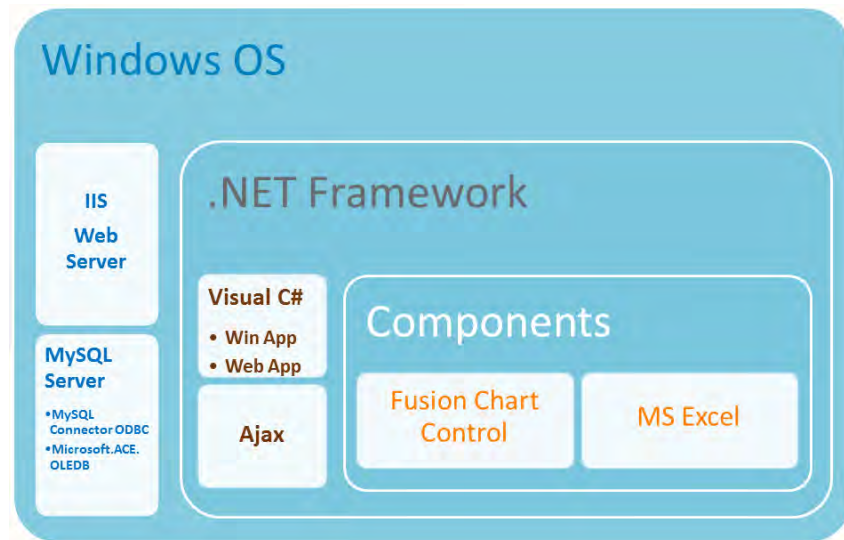 Windows OS
IIS
Web
Server
.NET Framework
Visual C#
• Win App
• Web App
Components
MySQL
Server
•MySQL
Connector ODBC
•Microsoft.ACE.
OLEDB
Ajax
Fusion Chart
Control
MS Excel